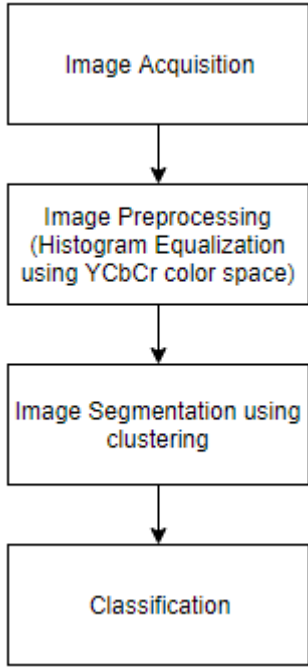 Image Acquisition
Image Preprocessing
(Histogram Equalization
using YCbCr color space)
Image Segmentation using
clustering
Classification